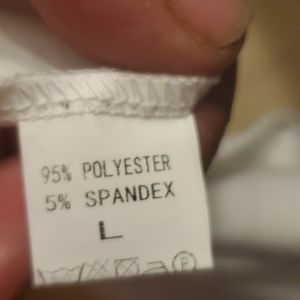 95% POLYESTER
5% SPANDEX
L
P